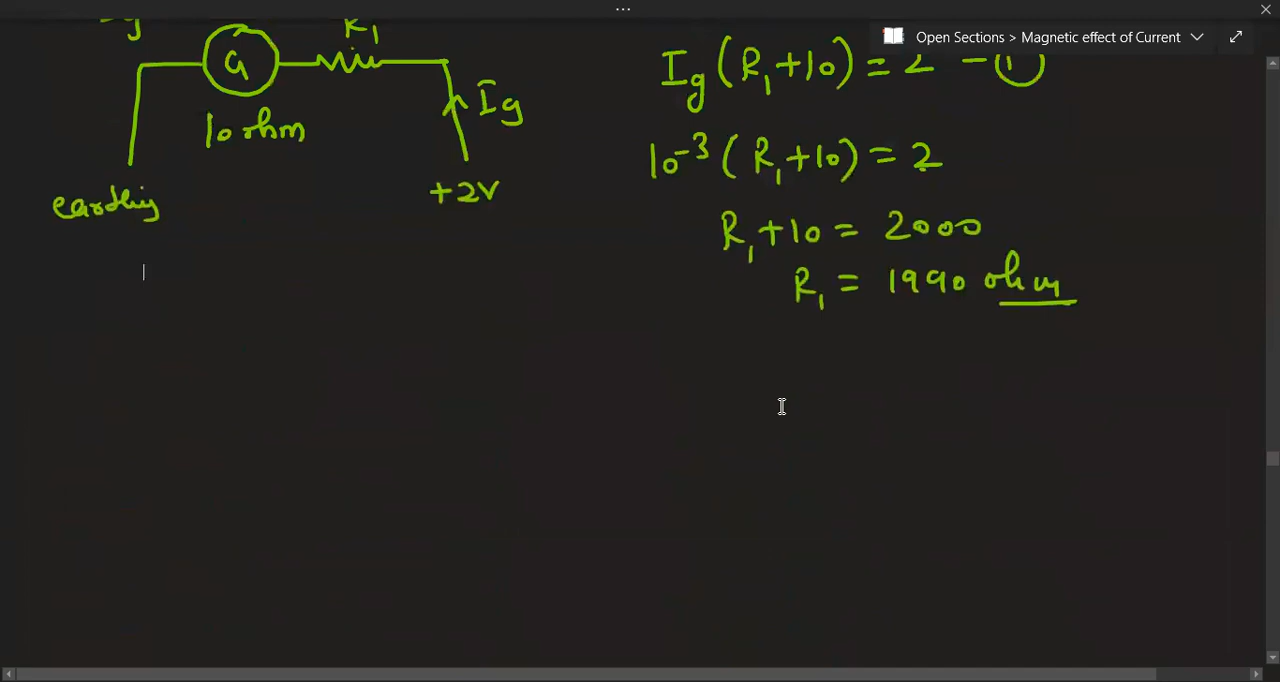 ...
Open Sections > Magnetic effect of Current
R₁
G
10 ohm
Ig
earthing
+2V
Ig(R₁+10) = 2 - ①
10⁻³(R₁+10) = 2
R₁+10 = 2000
R₁ = 1990 ohm